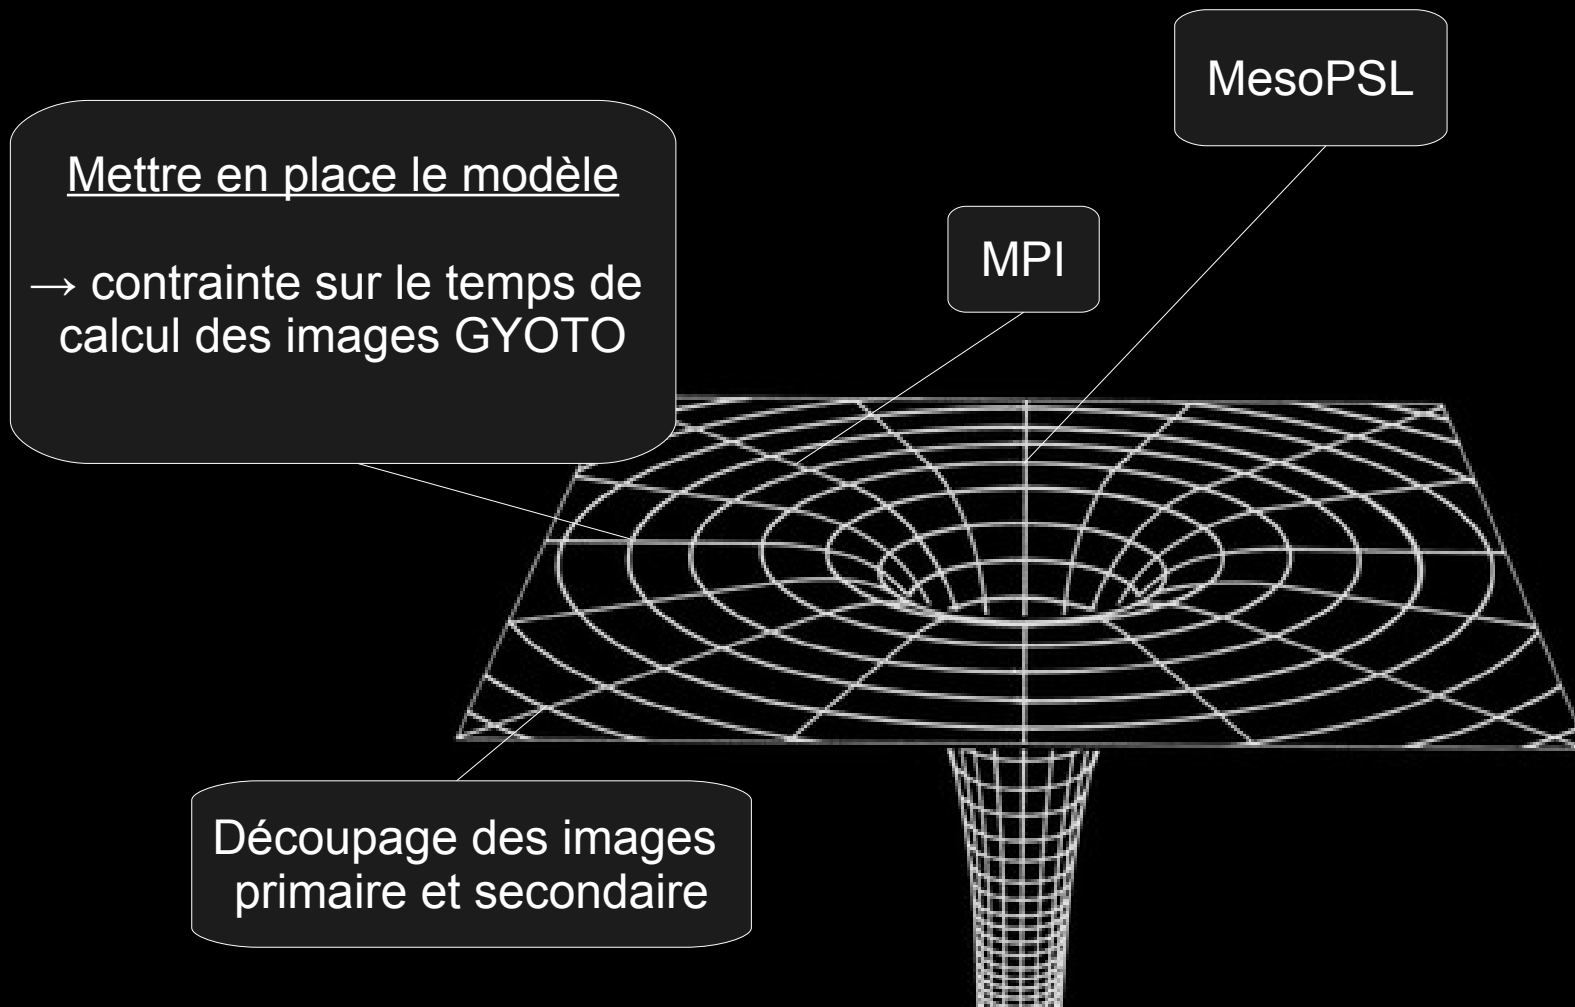 MesoPSL
Mettre en place le modèle
→ contrainte sur le temps de
calcul des images GYOTO
MPI
Découpage des images
primaire et secondaire